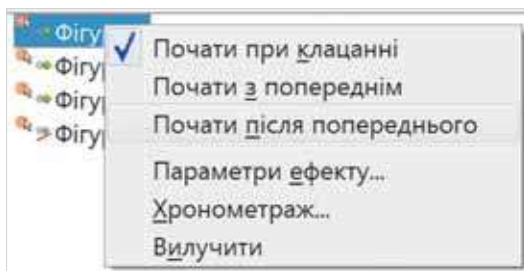 Фігу
Фігу
Фігу
Фігу
Почати при клацанні
Почати з попереднім
Почати після попереднього
Параметри ефекту...
Хронометраж...
Вилучити